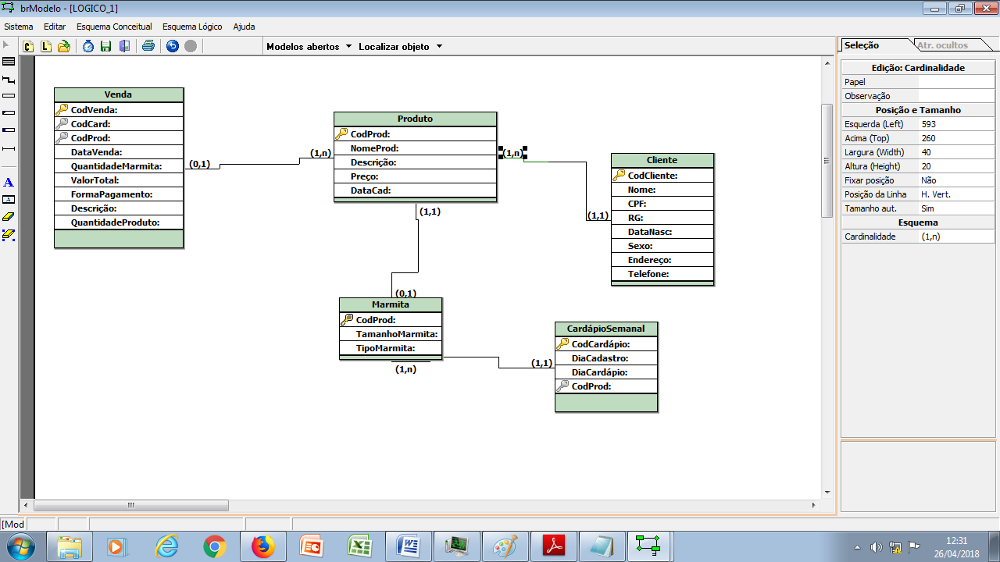 brModelo - [LOGICO_1]
Sistema Editar Esquema Conceitual Esquema Lógico Ajuda
C L Modelos abertos Localizar objeto
Seleção Atr. ocultos
A
A
Venda
CodVenda:
CodCard:
CodProd:
DataVenda:
QuantidadeMarmita:
ValorTotal:
FormaPagamento:
Descrição:
QuantidadeProduto:
(0,1)
(1,n)
Produto
CodProd:
NomeProd:
Descrição:
Preço:
DataCad:
(1,n)
(1,1)
(1,1)
Cliente
CodCliente:
Nome:
CPF:
RG:
DataNasc:
Sexo:
Endereço:
Telefone:
(0,1)
Marmita
CodProd:
TamanhoMarmita:
TipoMarmita:
(1,n)
(1,1)
CardápioSemanal
CodCardápio:
DiaCadastro:
DiaCardápio:
CodProd:
Edição: Cardinalidade
Papel
Observação
Posição e Tamanho
Esquerda (Left) 593
Acima (Top) 260
Largura (Width) 40
Altura (Height) 20
Fixar posição Não
Posição da Linha H. Vert.
Tamanho aut. Sim
Esquema
Cardinalidade (1,n)
[Mod
12:31
26/04/2018